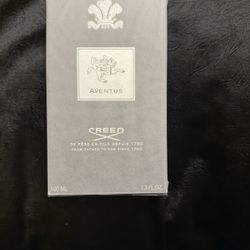 AVENTUS
CREED
DE PÈRE EN FILS DEPUIS 1760
FROM FATHER TO SON SINCE 1760
100 ML
3.3 FL.OZ.